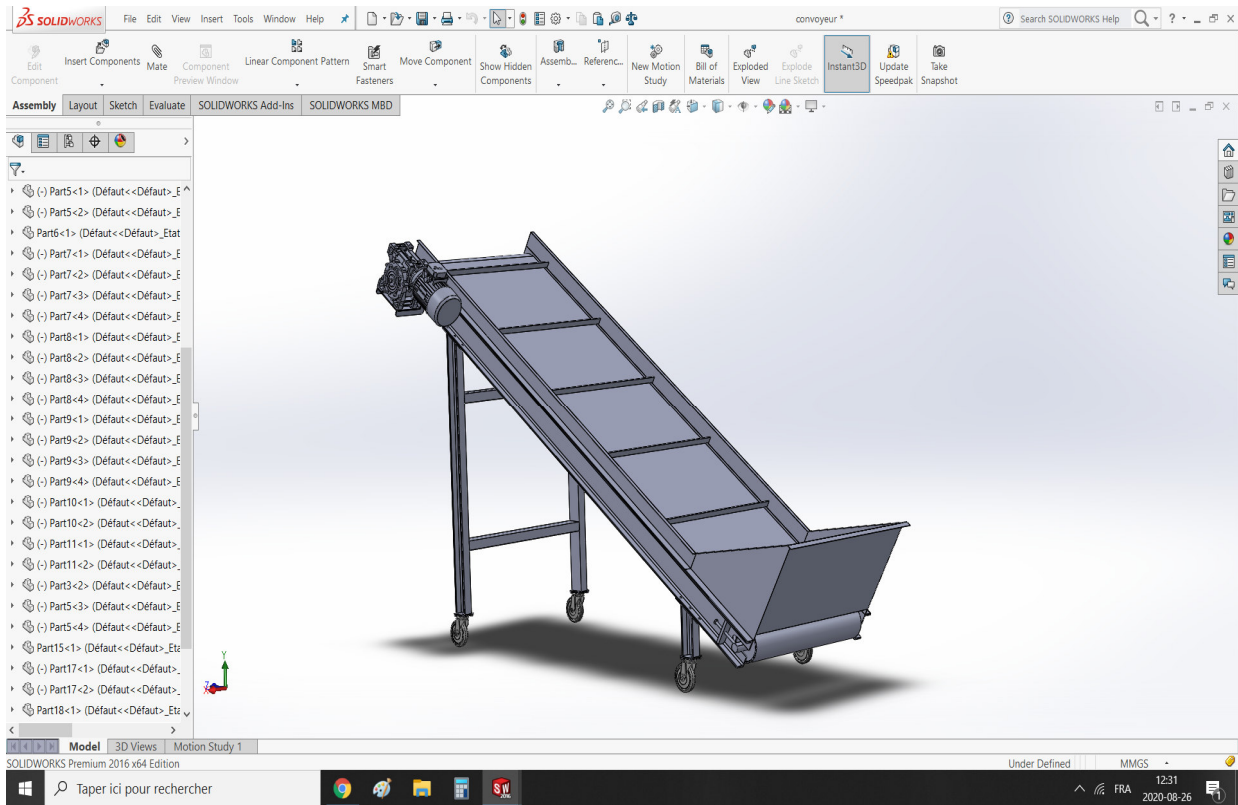 SOLIDWORKS File Edit View Insert Tools Window Help convoyeur * Search SOLIDWORKS Help
Edit Component
Insert Components
Mate
Component Preview Window
Linear Component Pattern
Smart Fasteners
Move Component
Show Hidden Components
Assemb...
Referenc...
New Motion Study
Bill of Materials
Exploded View
Explode Line Sketch
Instant3D
Update Speedpak
Take Snapshot
Assembly Layout Sketch Evaluate SOLIDWORKS Add-Ins SOLIDWORKS MBD
(-) Part5<1> (Défaut<<Défaut>_E
(-) Part5<2> (Défaut<<Défaut>_E
Part6<1> (Défaut<<Défaut>_Etat
(-) Part7<1> (Défaut<<Défaut>_E
(-) Part7<2> (Défaut<<Défaut>_E
(-) Part7<3> (Défaut<<Défaut>_E
(-) Part7<4> (Défaut<<Défaut>_E
(-) Part8<1> (Défaut<<Défaut>_E
(-) Part8<2> (Défaut<<Défaut>_E
(-) Part8<3> (Défaut<<Défaut>_E
(-) Part8<4> (Défaut<<Défaut>_E
(-) Part9<1> (Défaut<<Défaut>_E
(-) Part9<2> (Défaut<<Défaut>_E
(-) Part9<3> (Défaut<<Défaut>_E
(-) Part9<4> (Défaut<<Défaut>_E
(-) Part10<1> (Défaut<<Défaut>_
(-) Part10<2> (Défaut<<Défaut>_
(-) Part11<1> (Défaut<<Défaut>_
(-) Part11<2> (Défaut<<Défaut>_
(-) Part3<2> (Défaut<<Défaut>_E
(-) Part5<3> (Défaut<<Défaut>_E
(-) Part5<4> (Défaut<<Défaut>_E
Part15<1> (Défaut<<Défaut>_Eta
(-) Part17<1> (Défaut<<Défaut>_
(-) Part17<2> (Défaut<<Défaut>_
Part18<1> (Défaut<<Défaut>_Eta
Y
Z
X
Model 3D Views Motion Study 1
SOLIDWORKS Premium 2016 x64 Edition Under Defined MMGS
Taper ici pour rechercher SW 2016 FRA 12:31
2020-08-26 1